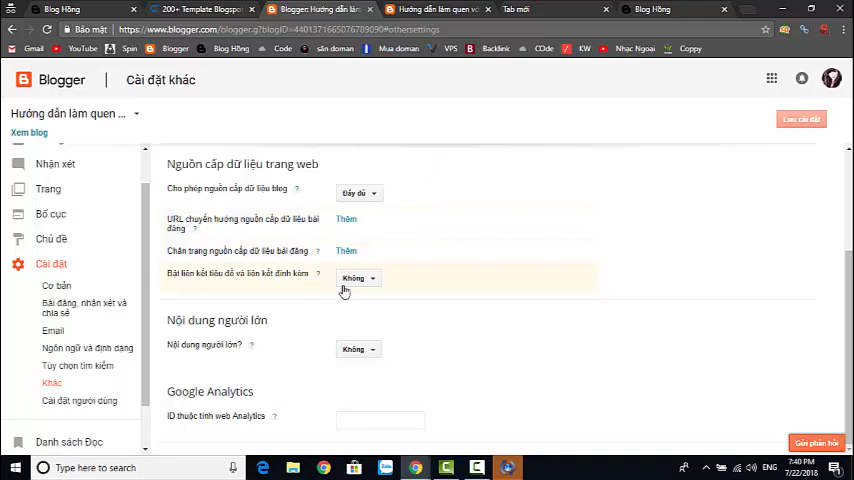 Blog Hồng
200+ Template Blogspot
Blogger: Hướng dẫn làm
Hướng dẫn làm quen vớ
Tab mới
Blog Hồng
Bảo mật
https://www.blogger.com/blogger.g?blogID=4401371665076789309#othersettings
Gmail
YouTube
Spin
Blogger
Blog Hồng
Code
săn đoman
Mua doman
VPS
Backlink
COde
KW
Nhạc Ngoại
Coppy
Blogger
Cài đặt khác
Hướng dẫn làm quen ...
Lưu cài đặt
Xem blog
Nhận xét
Trang
Bố cục
Chủ đề
Cài đặt
Cơ bản
Bài đăng, nhận xét và
chia sẻ
Email
Ngôn ngữ và định dạng
Tùy chọn tìm kiếm
Khác
Cài đặt người dùng
Danh sách Đọc
Nguồn cấp dữ liệu trang web
Cho phép nguồn cấp dữ liệu blog ?
Đầy đủ
URL chuyển hướng nguồn cấp dữ liệu bài
đăng ?
Thêm
Chân trang nguồn cấp dữ liệu bài đăng ?
Thêm
Bật liên kết tiêu đề và liên kết đính kèm ?
Không
Nội dung người lớn
Nội dung người lớn? ?
Không
Google Analytics
ID thuộc tính web Analytics ?
Gửi phản hồi
Type here to search
Zalo
ENG
7:40 PM
7/22/2018